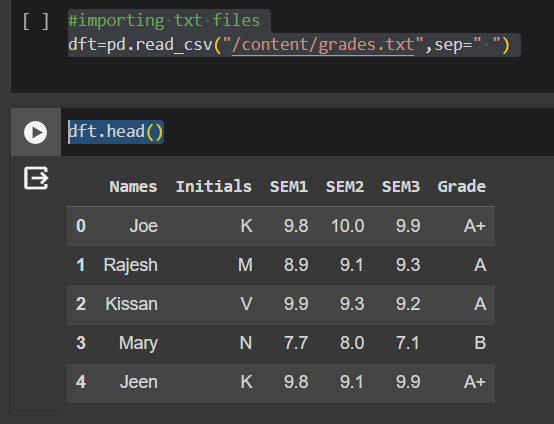 [ ] #importing txt files
dft=pd.read_csv("/content/grades.txt",sep=" ")
dft.head()
Names Initials SEM1 SEM2 SEM3 Grade
0 Joe K 9.8 10.0 9.9 A+
1 Rajesh M 8.9 9.1 9.3 A
2 Kissan V 9.9 9.3 9.2 A
3 Mary N 7.7 8.0 7.1 B
4 Jeen K 9.8 9.1 9.9 A+